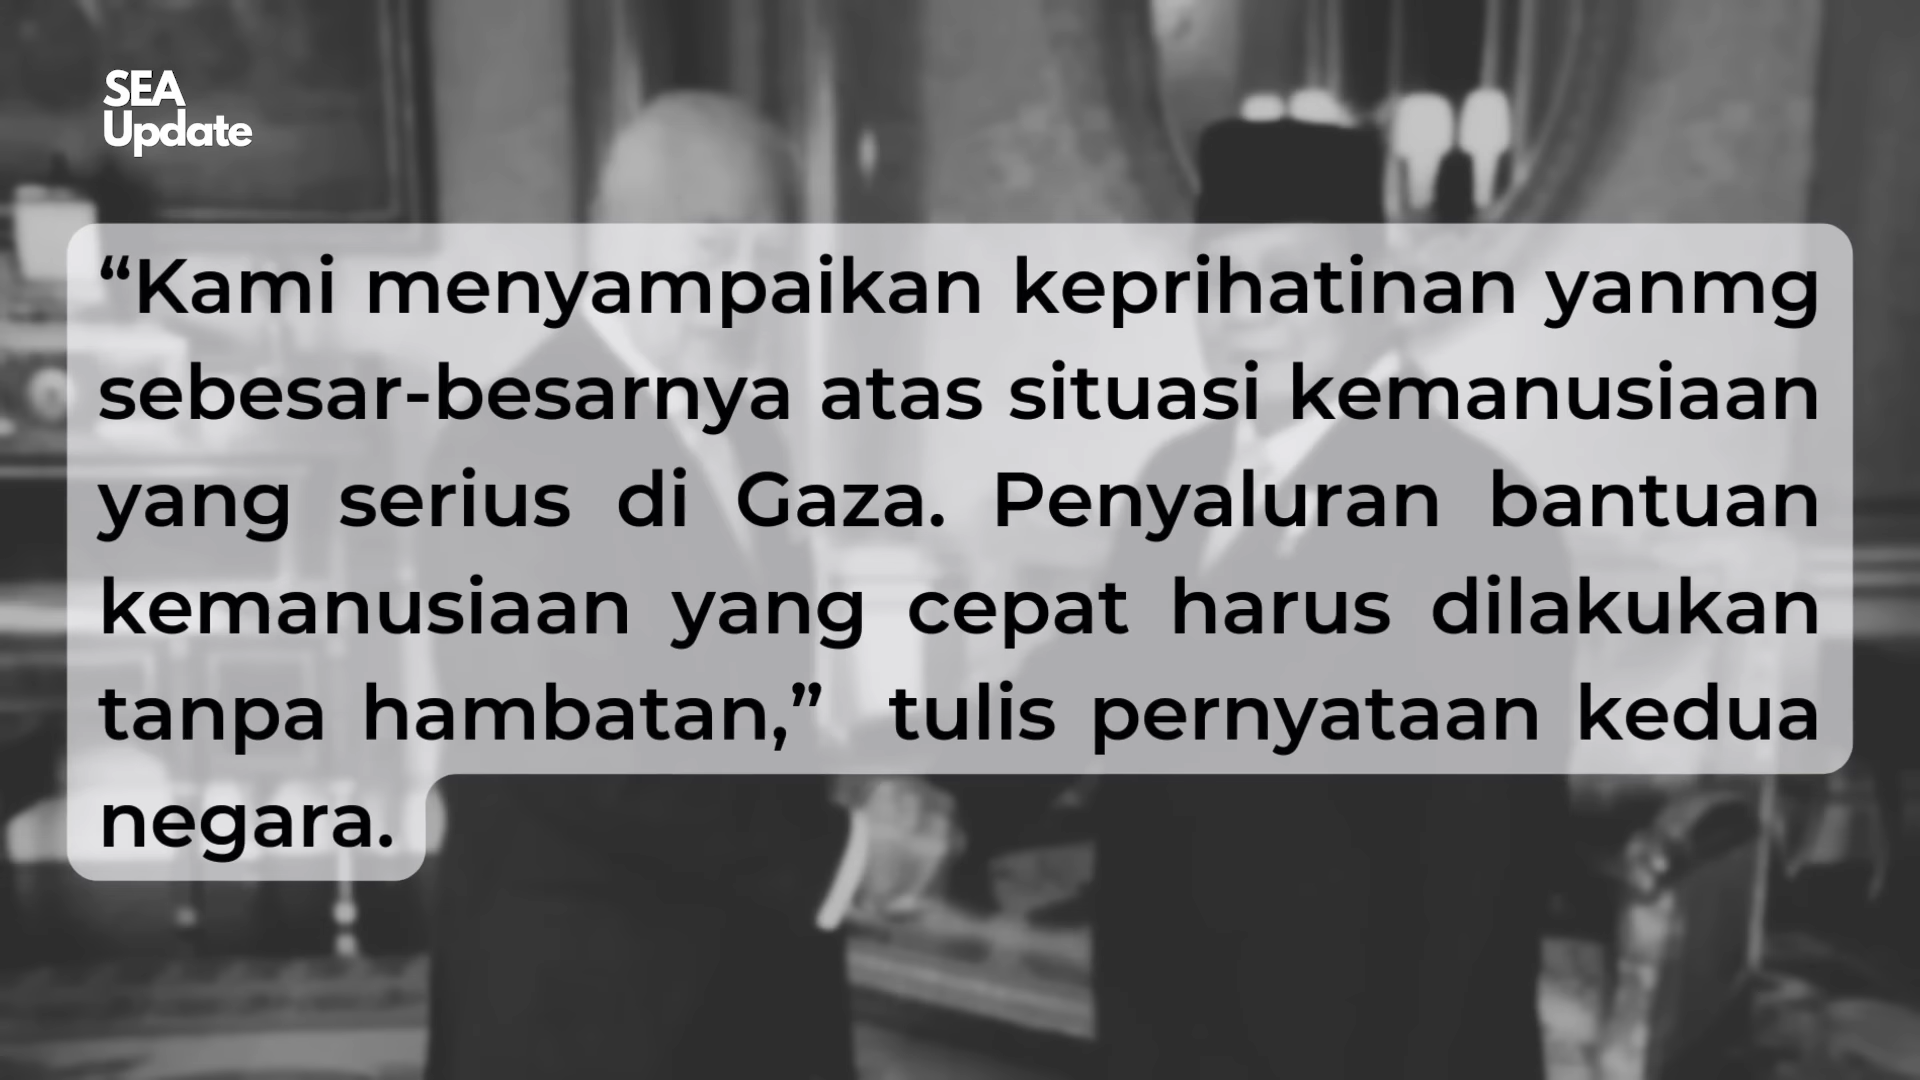 SEA
Update
“Kami menyampaikan keprihatinan yanmg
sebesar-besarnya atas situasi kemanusiaan
yang serius di Gaza. Penyaluran bantuan
kemanusiaan yang cepat harus dilakukan
tanpa hambatan,” tulis pernyataan kedua
negara.